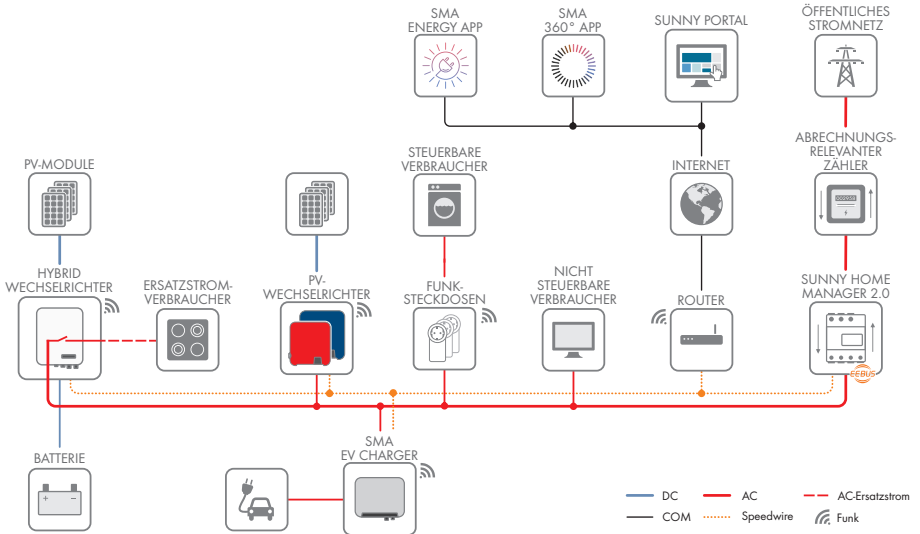 SMA
ENERGY APP
SMA
360° APP
SUNNY PORTAL
ÖFFENTLICHES
STROMNETZ
PV-MODULE
STEUERBARE
VERBRAUCHER
INTERNET
ABRECHNUNGS-
RELEVANTER
ZÄHLER
HYBRID
WECHSELRICHTER
ERSATZSTROM-
VERBRAUCHER
PV-
WECHSELRICHTER
FUNK-
STECKDOSEN
NICHT
STEUERBARE
VERBRAUCHER
ROUTER
SUNNY HOME
MANAGER 2.0
EEBUS
BATTERIE
+ −
SMA
EV CHARGER
DC
AC
AC-Ersatzstrom
COM
Speedwire
Funk